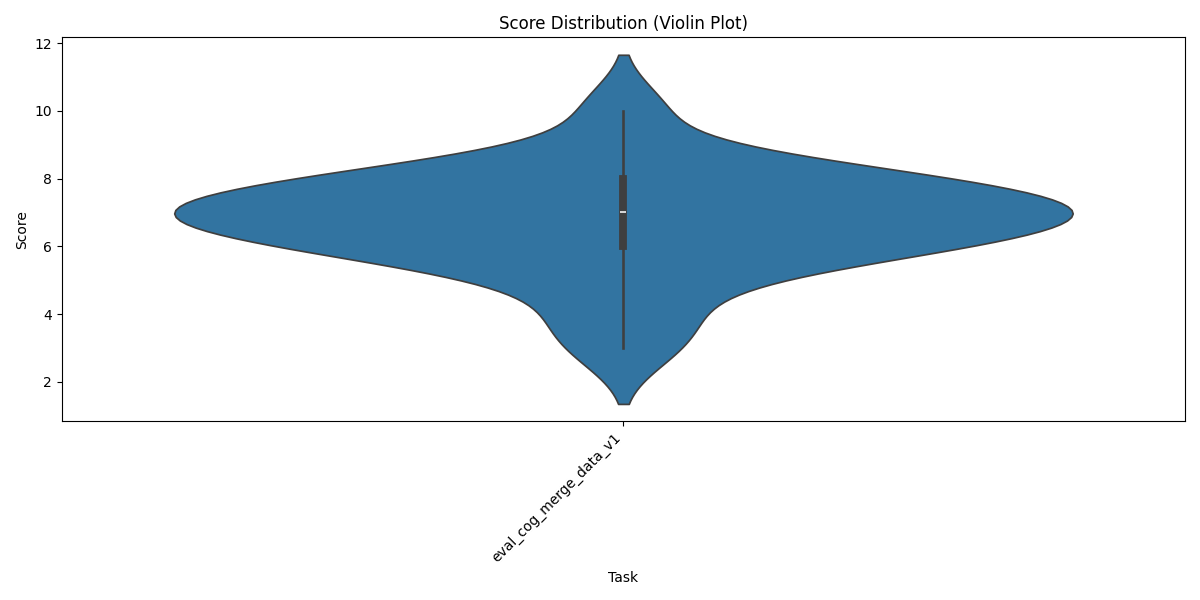 Score Distribution (Violin Plot)
12
10
8
6
4
2
Score
eval_cog_merge_data_v1
Task